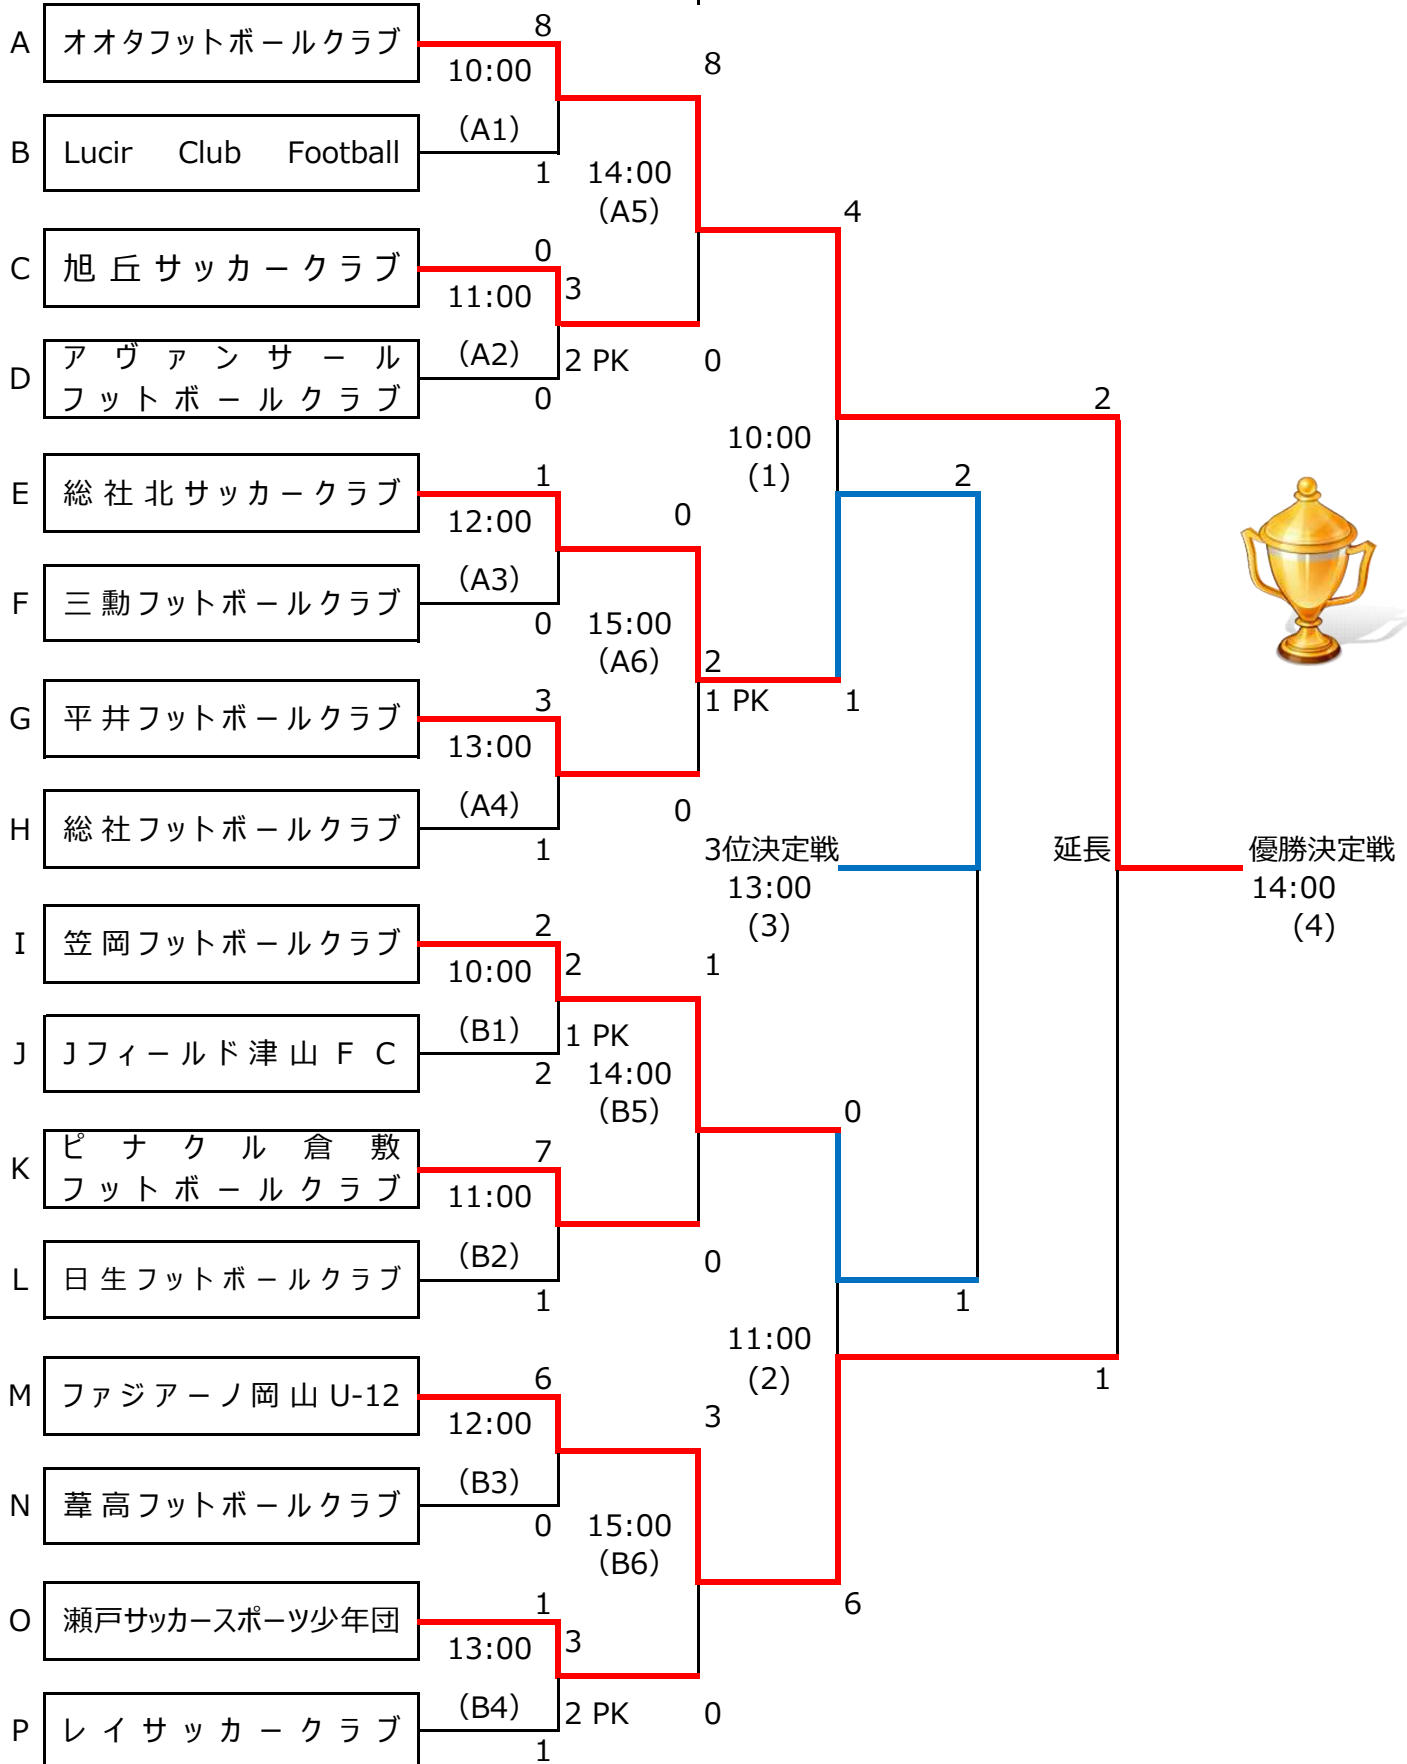 8
A オオタフットボールクラブ
8
10:00
(A1)
B Lucir Club Football
1 14:00
(A5)
4
0
C 旭丘サッカークラブ
3
11:00
(A2)
2 PK 0
D アヴァンサール
フットボールクラブ
0
2
10:00
(1)
1
2
E 総社北サッカークラブ
0
12:00
(A3)
F 三勳フットボールクラブ
0 15:00
(A6) 2
1 PK 1
3
G 平井フットボールクラブ
13:00
(A4)
0
H 総社フットボールクラブ
1
3位決定戦
13:00
(3)
延長
優勝決定戦
14:00
(4)
2
I 笠岡フットボールクラブ
2 1
10:00
(B1)
1 PK
J Jフィールド津山FC
2 14:00
(B5)
0
K ピナクル倉敷
フットボールクラブ
7
11:00
(B2)
0
L 日生フットボールクラブ
1
1
11:00
(2)
1
6
M ファジアーノ岡山U-12
3
12:00
(B3)
N 葦高フットボールクラブ
0 15:00
(B6)
6
1
O 瀬戸サッカースポーツ少年団
3
13:00
(B4)
2 PK 0
P レイサッカークラブ
1